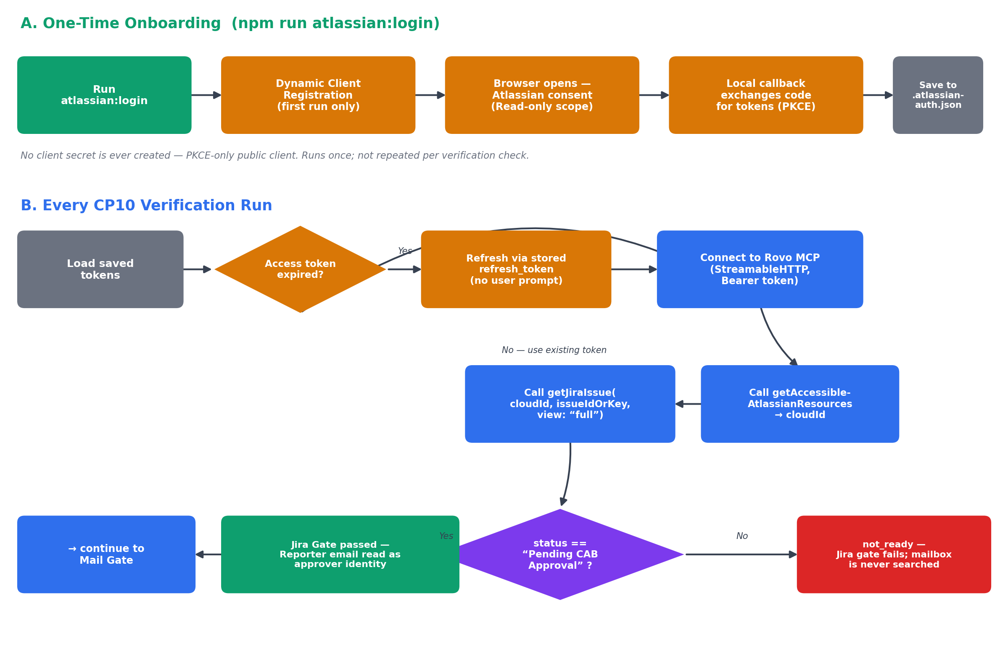 A. One-Time Onboarding  (npm run atlassian:login)
Run
atlassian:login
Dynamic Client
Registration
(first run only)
Browser opens —
Atlassian consent
(Read-only scope)
Local callback
exchanges code
for tokens (PKCE)
Save to
.atlassian-
auth.json
No client secret is ever created — PKCE-only public client. Runs once; not repeated per verification check.
B. Every CP10 Verification Run
Load saved
tokens
Access token
expired?
Yes
Refresh via stored
refresh_token
(no user prompt)
Connect to Rovo MCP
(StreamableHTTP,
Bearer token)
No — use existing token
Call getJiraIssue(
cloudId, issueIdOrKey,
view: “full”)
Call getAccessible-
AtlassianResources
→ cloudId
→ continue to
Mail Gate
Jira Gate passed —
Reporter email read as
approver identity
Yes
status ==
“Pending CAB
Approval” ?
No
not_ready —
Jira gate fails; mailbox
is never searched